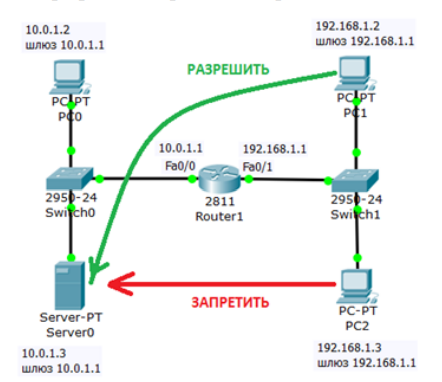 10.0.1.2
шлюз 10.0.1.1
PC-PT
PC0
192.168.1.2
шлюз 192.168.1.1
PC-PT
PC1
РАЗРЕШИТЬ
10.0.1.1
Fa0/0
192.168.1.1
Fa0/1
2950-24
Switch0
2811
Router1
2950-24
Switch1
ЗАПРЕТИТЬ
Server-PT
Server0
10.0.1.3
шлюз 10.0.1.1
PC-PT
PC2
192.168.1.3
шлюз 192.168.1.1